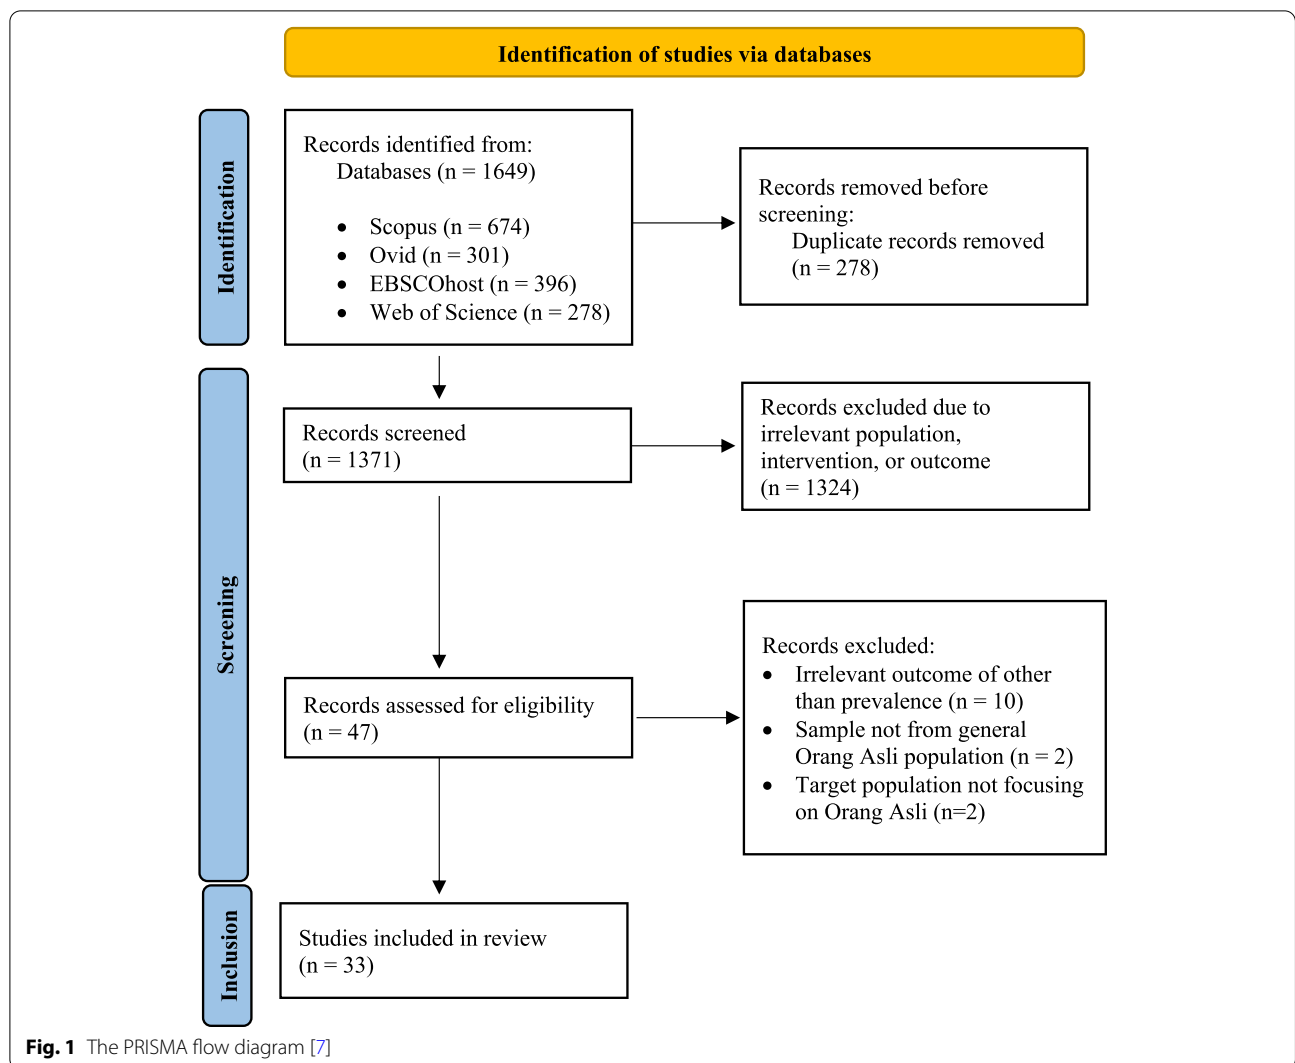 Identification of studies via databases
Identification
Records identified from:
Databases (n = 1649)
• Scopus (n = 674)
• Ovid (n = 301)
• EBSCOhost (n = 396)
• Web of Science (n = 278)
Records removed before
screening:
Duplicate records removed
(n = 278)
Screening
Records screened
(n = 1371)
Records excluded due to
irrelevant population,
intervention, or outcome
(n = 1324)
Records assessed for eligibility
(n = 47)
Records excluded:
• Irrelevant outcome of other
than prevalence (n = 10)
• Sample not from general
Orang Asli population (n = 2)
• Target population not focusing
on Orang Asli (n=2)
Inclusion
Studies included in review
(n = 33)
Fig. 1 The PRISMA flow diagram [7]